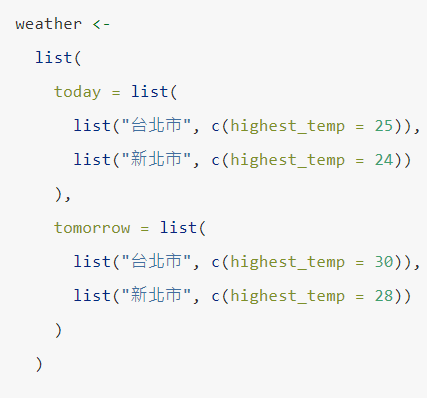 weather <-
  list(
    today = list(
      list("台北市", c(highest_temp = 25)),
      list("新北市", c(highest_temp = 24))
    ),
    tomorrow = list(
      list("台北市", c(highest_temp = 30)),
      list("新北市", c(highest_temp = 28))
    )
  )